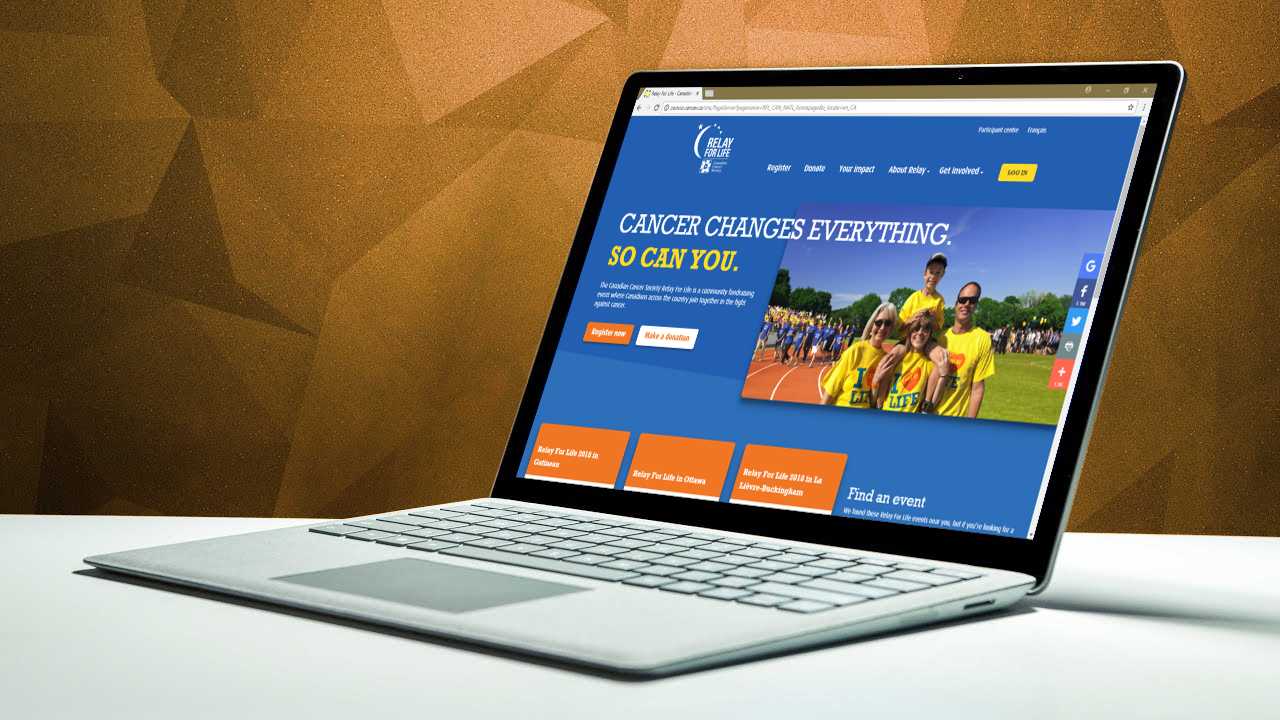 Relay For Life - Canadian
Participant centre Français
RELAY
FOR LIFE
Canadian
Cancer
Society
Register Donate Your Impact About Relay Get Involved LOG IN
CANCER CHANGES EVERYTHING.
SO CAN YOU.
The Canadian Cancer Society Relay For Life is a community fundraising
event where Canadians across the country join together in the fight
against cancer.
Register now Make a donation
I
LIFE
I
LIFE
Relay For Life 2018 in
Gatineau
Relay For Life in Ottawa
Relay For Life 2018 in La
Lièvre-Buckingham
Find an event
We found these Relay For Life events near you, but if you're looking for a